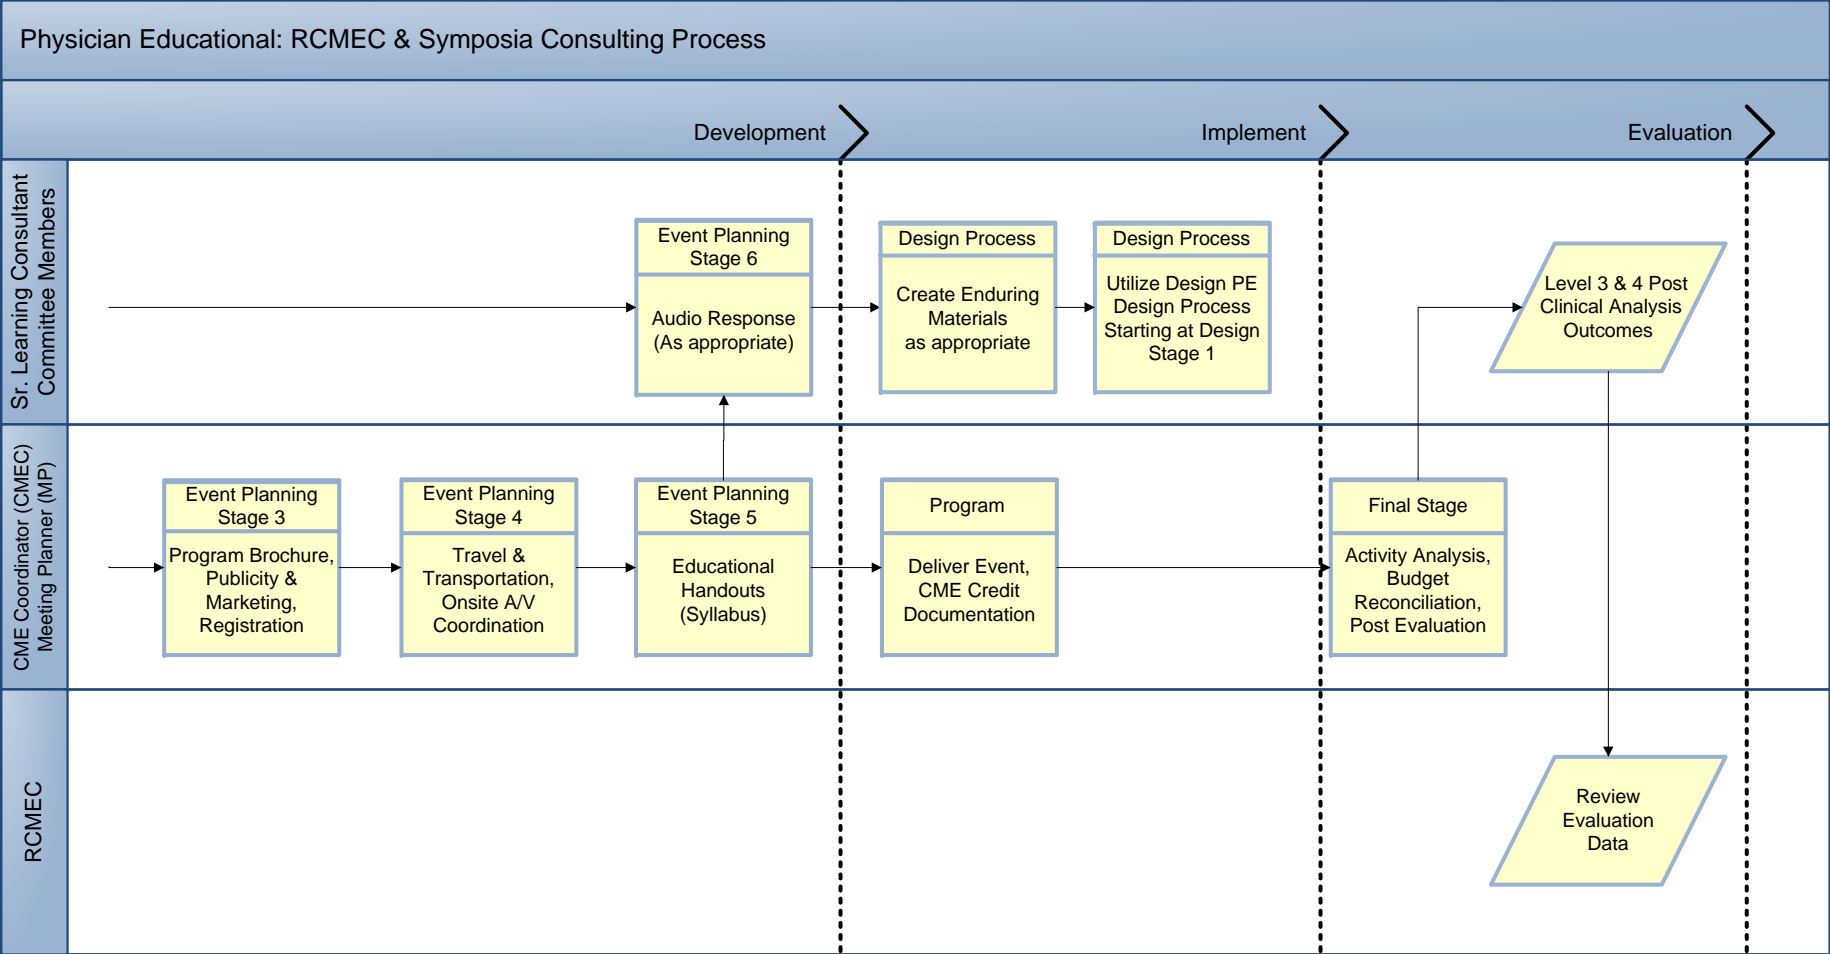 Physician Educational: RCMEC & Symposia Consulting Process
Development
Implement
Evaluation
Sr. Learning Consultant
Committee Members
Event Planning
Stage 6
Audio Response
(As appropriate)
Design Process
Create Enduring
Materials
as appropriate
Design Process
Utilize Design PE
Design Process
Starting at Design
Stage 1
Level 3 & 4 Post
Clinical Analysis
Outcomes
CME Coordinator (CMEC)
Meeting Planner (MP)
Event Planning
Stage 3
Program Brochure,
Publicity &
Marketing,
Registration
Event Planning
Stage 4
Travel &
Transportation,
Onsite A/V
Coordination
Event Planning
Stage 5
Educational
Handouts
(Syllabus)
Program
Deliver Event,
CME Credit
Documentation
Final Stage
Activity Analysis,
Budget
Reconciliation,
Post Evaluation
RCMEC
Review
Evaluation
Data